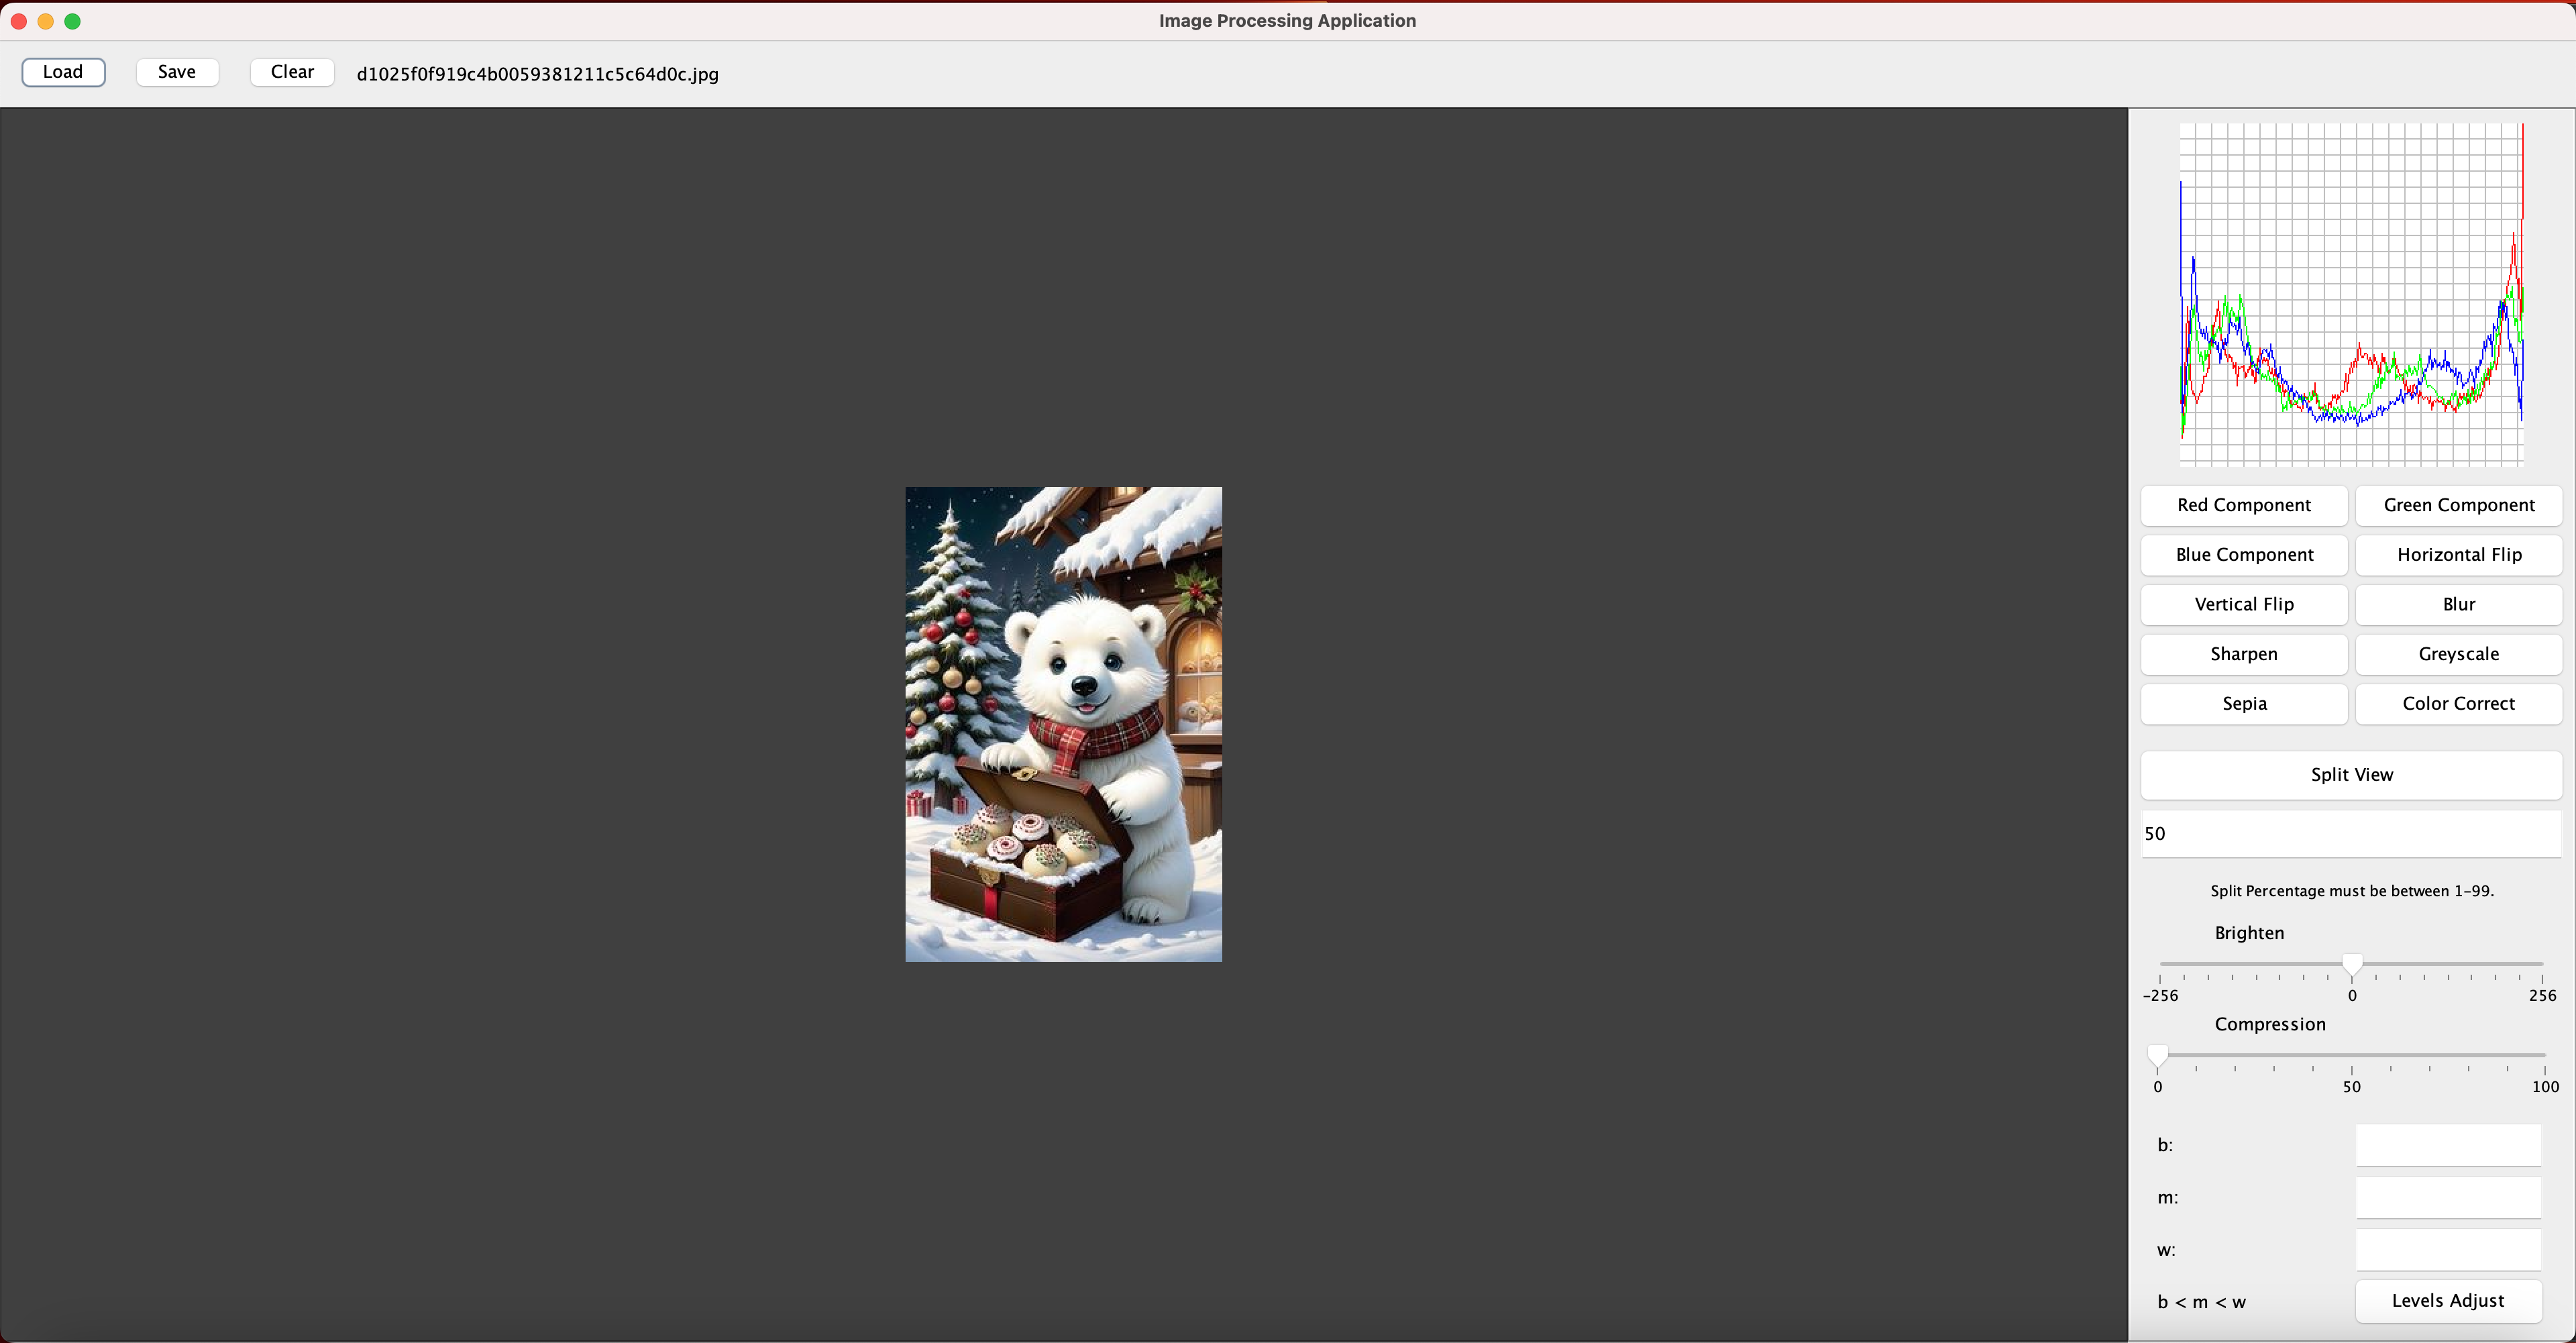 Image Processing Application
Load Save Clear d1025f0f919c4b0059381211c5c64d0c.jpg
Red Component Green Component
Blue Component Horizontal Flip
Vertical Flip Blur
Sharpen Greyscale
Sepia Color Correct
Split View
50
Split Percentage must be between 1-99.
Brighten
-256 0 256
Compression
0 50 100
b:
m:
w:
b < m < w Levels Adjust